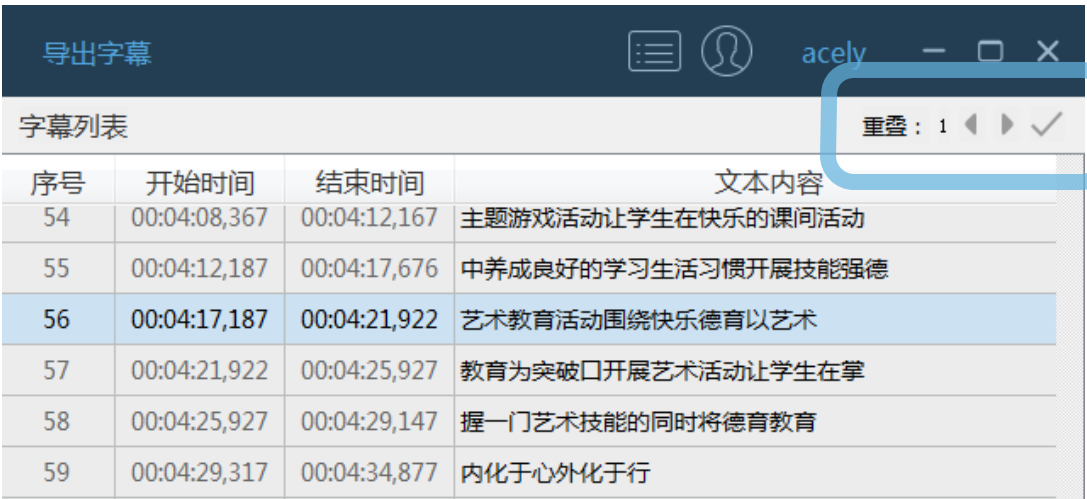 导出字幕 acely
字幕列表 重叠： 1
序号 开始时间 结束时间 文本内容
54 00:04:08,367 00:04:12,167 主题游戏活动让学生在快乐的课间活动
55 00:04:12,187 00:04:17,676 中养成良好的学习生活习惯开展技能强德
56 00:04:17,187 00:04:21,922 艺术教育活动围绕快乐德育以艺术
57 00:04:21,922 00:04:25,927 教育为突破口开展艺术活动让学生在掌
58 00:04:25,927 00:04:29,147 握一门艺术技能的同时将德育教育
59 00:04:29,317 00:04:34,877 内化于心外化于行